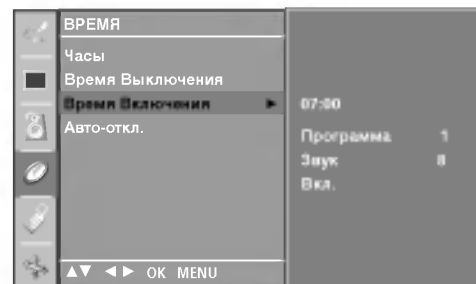 ВРЕМЯ
Часы
Время Выключения
Время Включения ►
Авто-откл.
▲▼ ◄► OK MENU
07:00
Программа 1
Звук 8
Вкл.